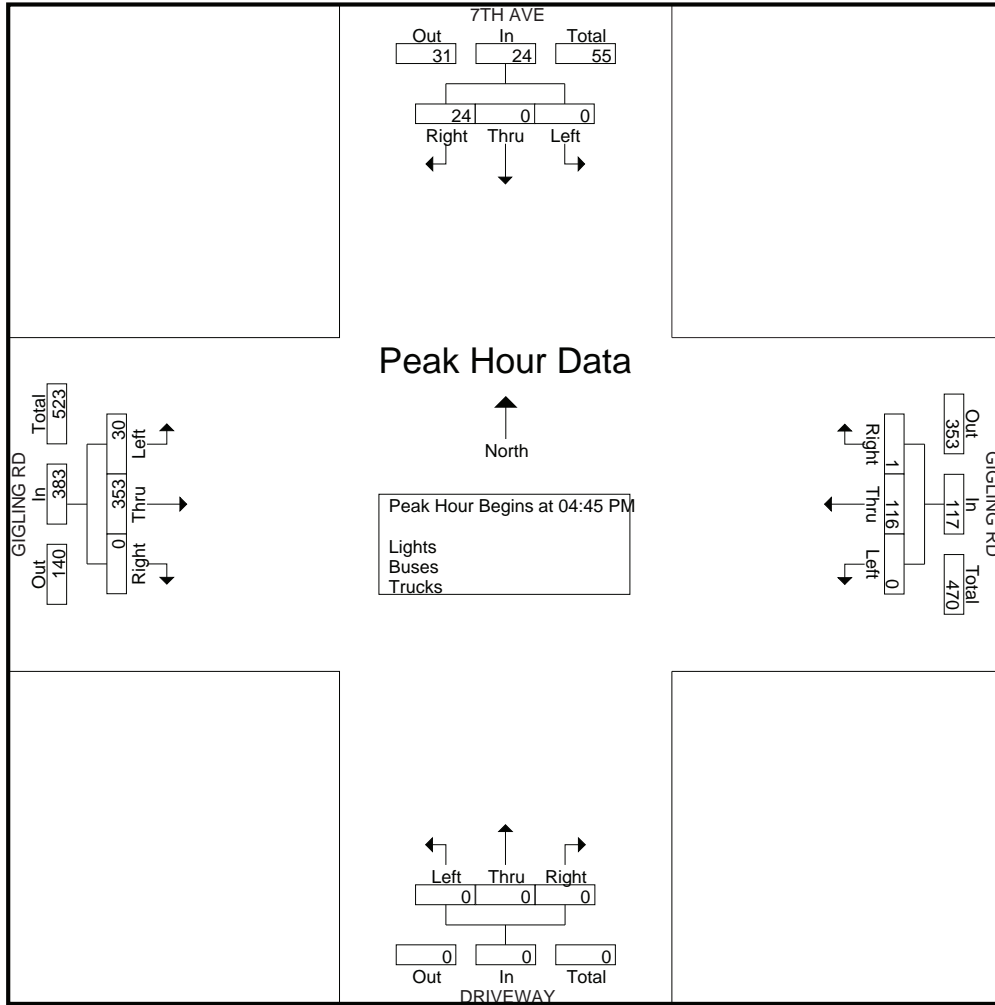 7TH AVE
Out In Total
31 24 55
24 0 0
Right Thru Left
Peak Hour Data
North
Peak Hour Begins at 04:45 PM
Lights
Buses
Trucks
GIGLING RD
Total In Out
523 383 140
30 353 0
Left Thru Right
GIGLING RD
Out In Total
353 117 470
1 116 0
Right Thru Left
Left Thru Right
0 0 0
0 0 0
Out In Total
DRIVEWAY